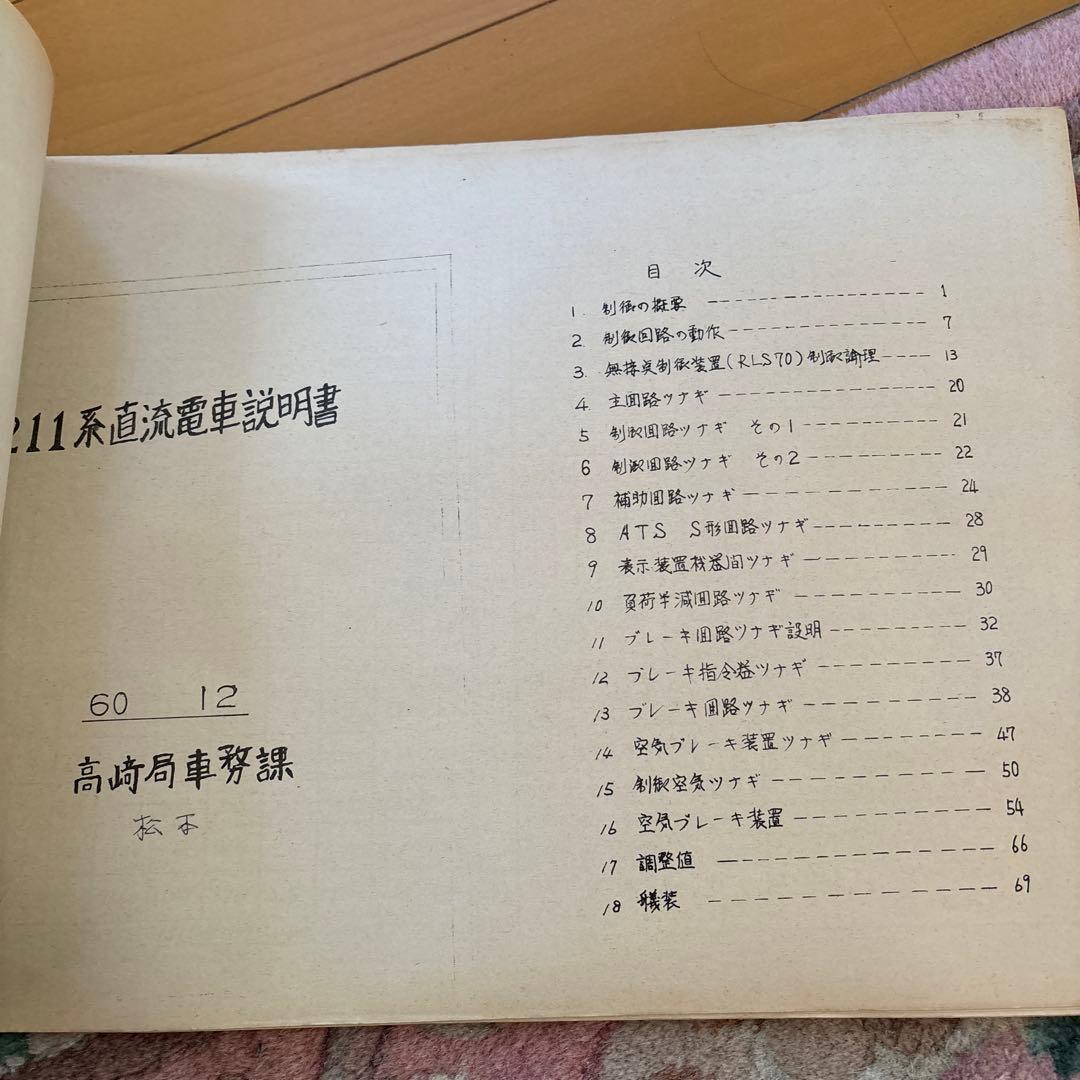 211系直流電車説明書
60 12
高崎局車務課
松本
目 次
1. 制御の概要 ---------------- 1
2. 制御回路の動作 ---------------- 7
3. 無接点制御装置(RLS70)制御論理 ---- 13
4. 主回路ツナギ ---------------- 20
5 制御回路ツナギ その1 ---------- 21
6 制御回路ツナギ その2 ---------- 22
7 補助回路ツナギ ---------------- 24
8 ATS S形回路ツナギ ---------- 28
9 表示装置機器間ツナギ ---------- 29
10 負荷半減回路ツナギ ---------- 30
11 ブレーキ回路ツナギ説明 ---------- 32
12 ブレーキ指令器ツナギ ---------- 37
13 ブレーキ回路ツナギ ---------- 38
14 空気ブレーキ装置ツナギ ---------- 47
15 制御空気ツナギ ---------------- 50
16 空気ブレーキ装置 ---------------- 54
17 調整値 ---------------- 66
18 艤装 ---------------- 69